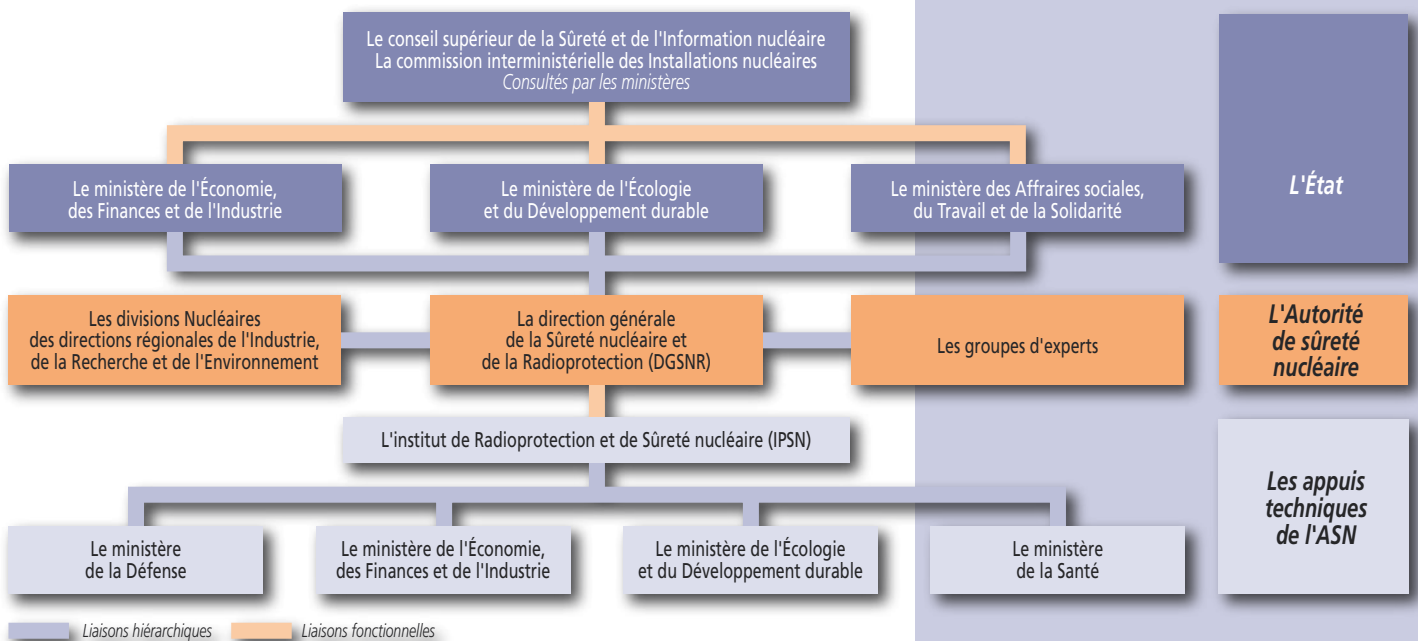 Le conseil supérieur de la Sûreté et de l'Information nucléaire
La commission interministérielle des Installations nucléaires
Consultés par les ministères
Le ministère de l'Économie,
des Finances et de l'Industrie
Le ministère de l'Écologie
et du Développement durable
Le ministère des Affraires sociales,
du Travail et de la Solidarité
L'État
Les divisions Nucléaires
des directions régionales de l'Industrie,
de la Recherche et de l'Environnement
La direction générale
de la Sûreté nucléaire et
de la Radioprotection (DGSNR)
Les groupes d'experts
L'Autorité
de sûreté
nucléaire
L'institut de Radioprotection et de Sûreté nucléaire (IPSN)
Les appuis
techniques
de l'ASN
Le ministère
de la Défense
Le ministère de l'Économie,
des Finances et de l'Industrie
Le ministère de l'Écologie
et du Développement durable
Le ministère
de la Santé
Liaisons hiérarchiques
Liaisons fonctionnelles